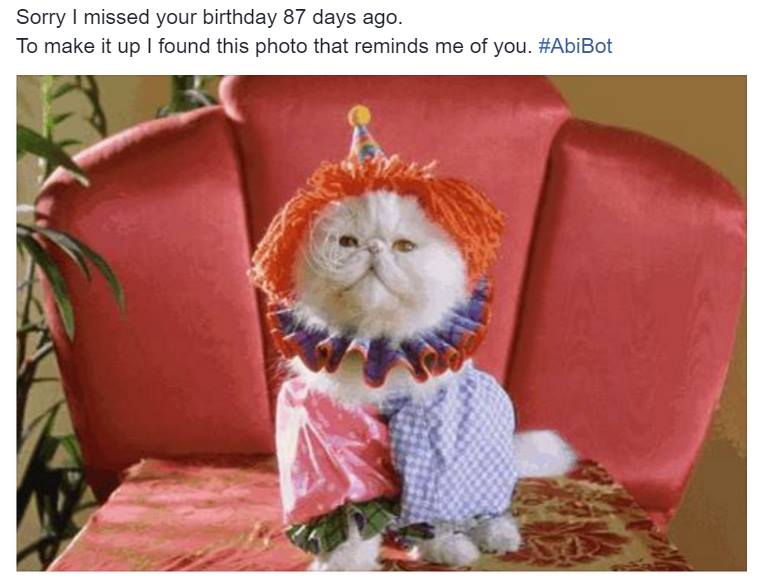 Sorry I missed your birthday 87 days ago.
To make it up I found this photo that reminds me of you. #AbiBot